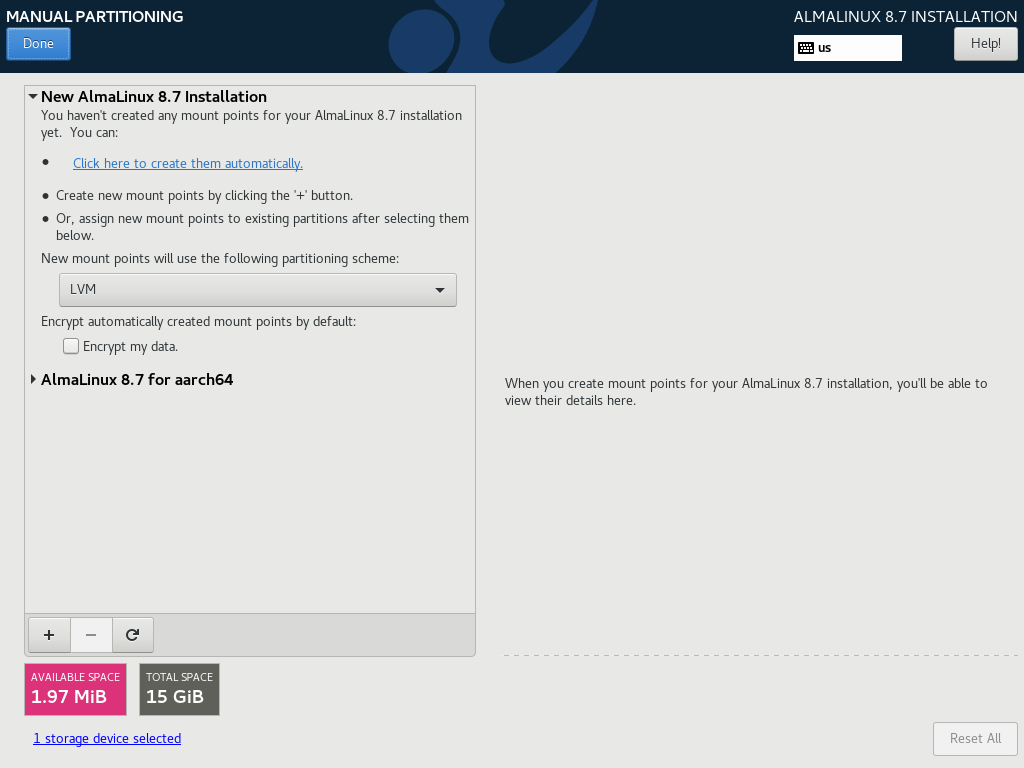 MANUAL PARTITIONING
ALMALINUX 8.7 INSTALLATION
Done
us
Help!
New AlmaLinux 8.7 Installation
You haven't created any mount points for your AlmaLinux 8.7 installation
yet.  You can:
• Click here to create them automatically.
• Create new mount points by clicking the '+' button.
• Or, assign new mount points to existing partitions after selecting them
below.
New mount points will use the following partitioning scheme:
LVM
Encrypt automatically created mount points by default:
Encrypt my data.
AlmaLinux 8.7 for aarch64
When you create mount points for your AlmaLinux 8.7 installation, you'll be able to
view their details here.
+ −
AVAILABLE SPACE
1.97 MiB
TOTAL SPACE
15 GiB
1 storage device selected
Reset All